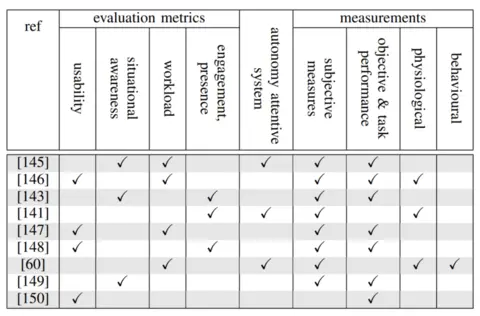 ref evaluation metrics autonomy attentive system measurements
usability situational awareness workload engagement, presence subjective measures objective & task performance physiological behavioural
[145] ✓ ✓ ✓ ✓ ✓
[146] ✓ ✓ ✓ ✓ ✓
[143] ✓ ✓ ✓ ✓
[141] ✓ ✓ ✓ ✓
[147] ✓ ✓ ✓ ✓
[148] ✓ ✓ ✓ ✓
[60] ✓ ✓ ✓ ✓ ✓
[149] ✓ ✓ ✓
[150] ✓ ✓